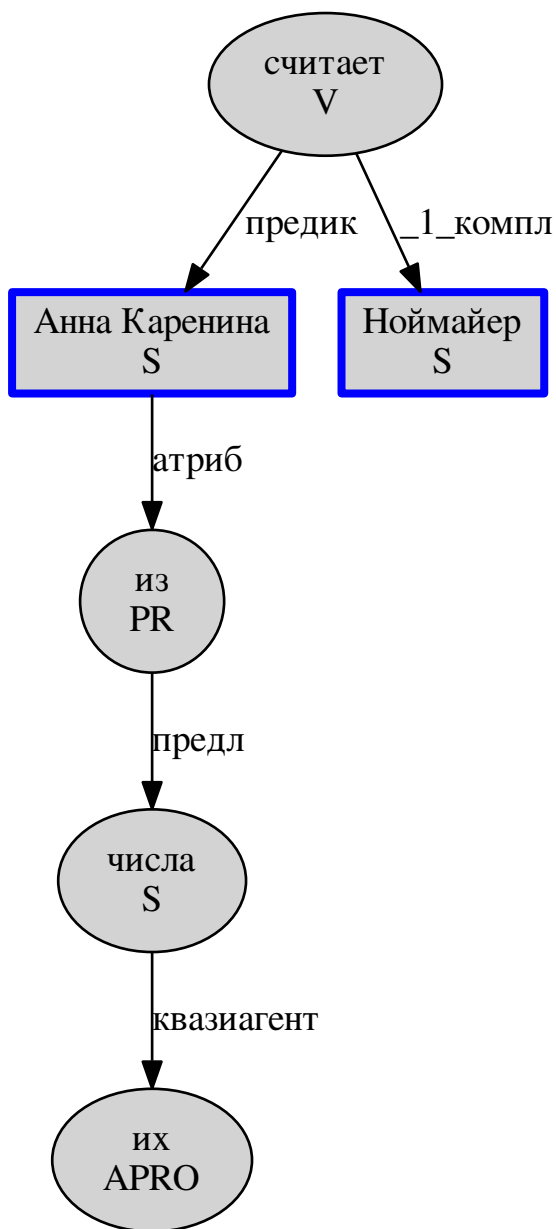 считает
V
предик
_1_компл
Анна Каренина
S
Ноймайер
S
атриб
из
PR
предл
числа
S
квазиагент
их
APRO